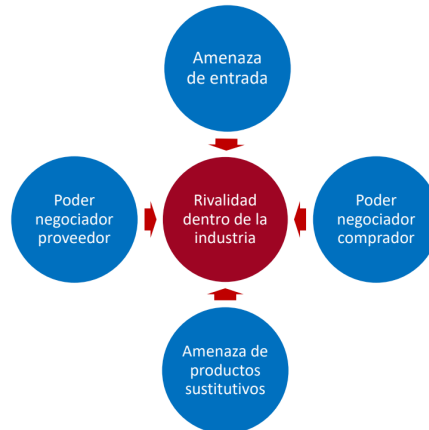 Amenaza
de entrada
Poder
negociador
proveedor
Rivalidad
dentro de la
industria
Poder
negociador
comprador
Amenaza de
productos
sustitutivos